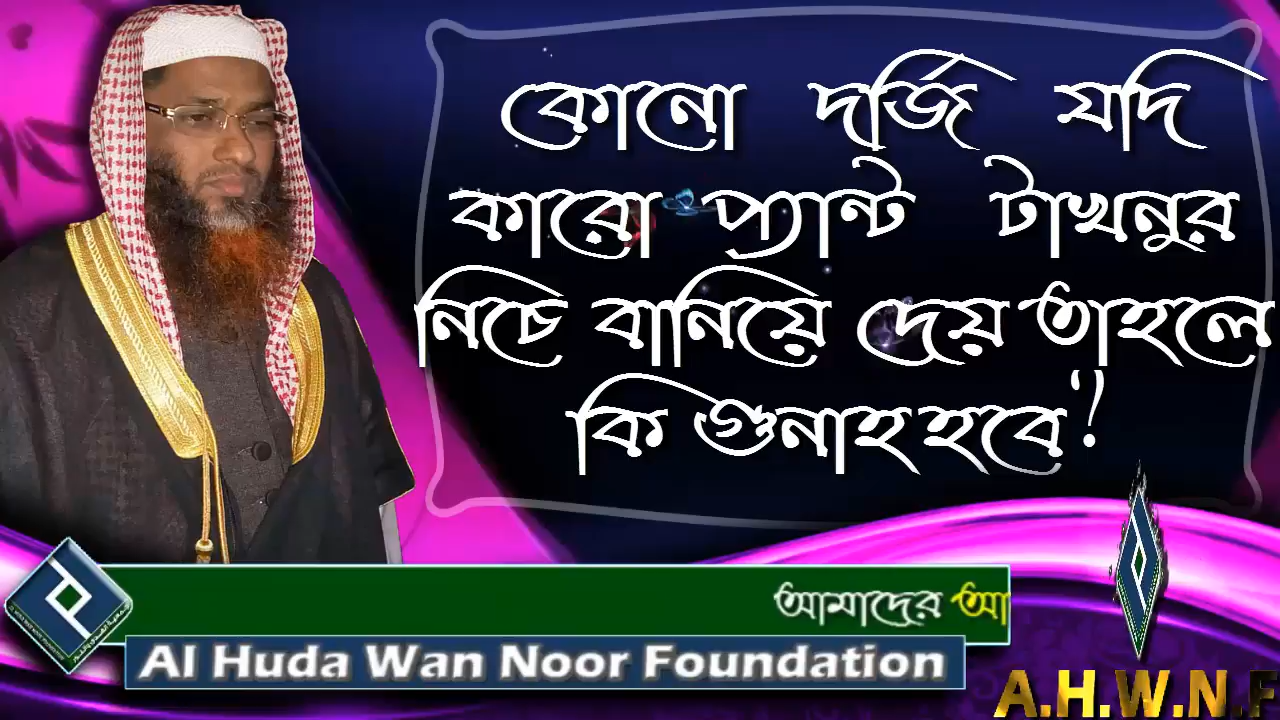 কোনো দর্জি যদি
কারো প্যান্ট টাখনুর
নিচে বানিয়ে দেয় তাহলে
কি গুনাহ হবে?
আমাদের আ
Al Huda Wan Noor Foundation
A.H.W.N.F